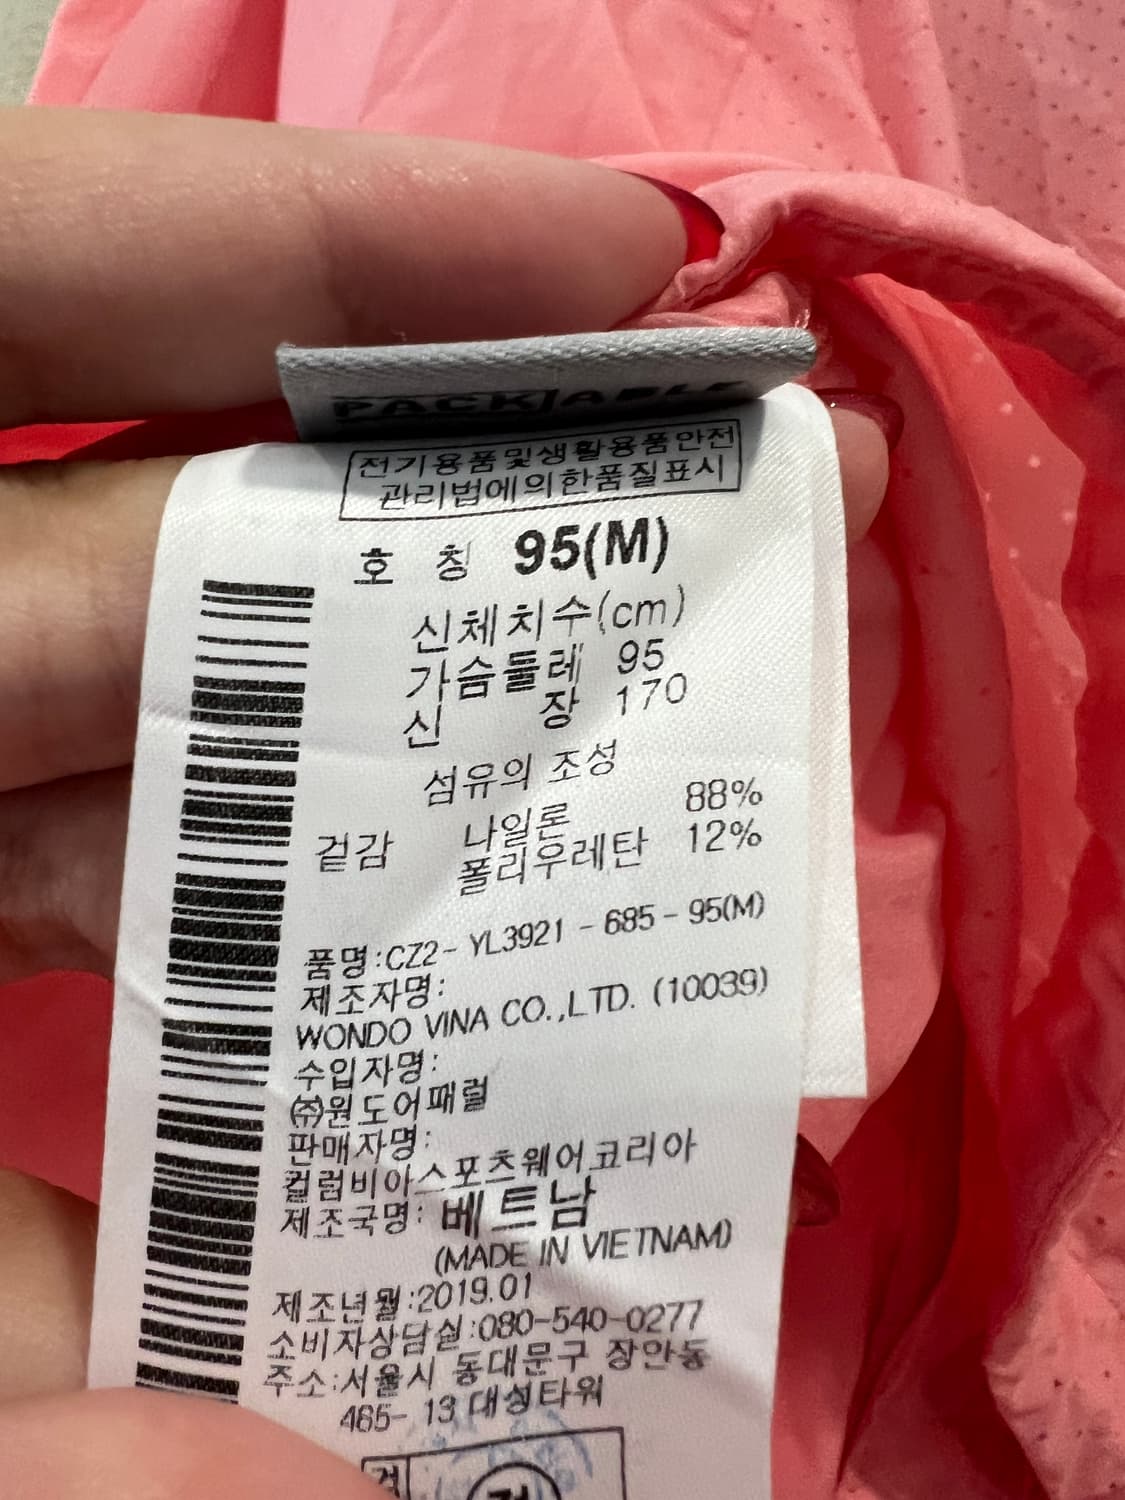 PACKABLE
전기용품및생활용품안전
관리법에의한품질표시
호 칭 95(M)
신체치수(cm)
가슴둘레 95
신 장 170
섬유의 조성
겉감 나일론 88%
폴리우레탄 12%
품명:CZ2- YL3921 - 685 - 95(M)
제조자명:
WONDO VINA CO.,LTD. (10039)
수입자명:
㈜원도어패럴
판매자명:
컬럼비아스포츠웨어코리아
제조국명: 베트남
(MADE IN VIETNAM)
제조년월:2019.01
소비자상담실:080-540-0277
주소:서울시 동대문구 장안동
465- 13 대성타워